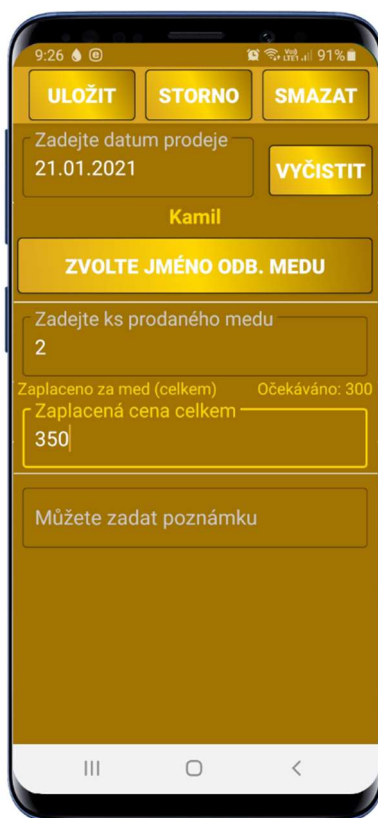 9:26 91%
ULOŽIT STORNO SMAZAT
Zadejte datum prodeje
21.01.2021 VYČISTIT
Kamil
ZVOLTE JMÉNO ODB. MEDU
Zadejte ks prodaného medu
2
Zaplaceno za med (celkem) Očekáváno: 300
Zaplacená cena celkem
350
Můžete zadat poznámku